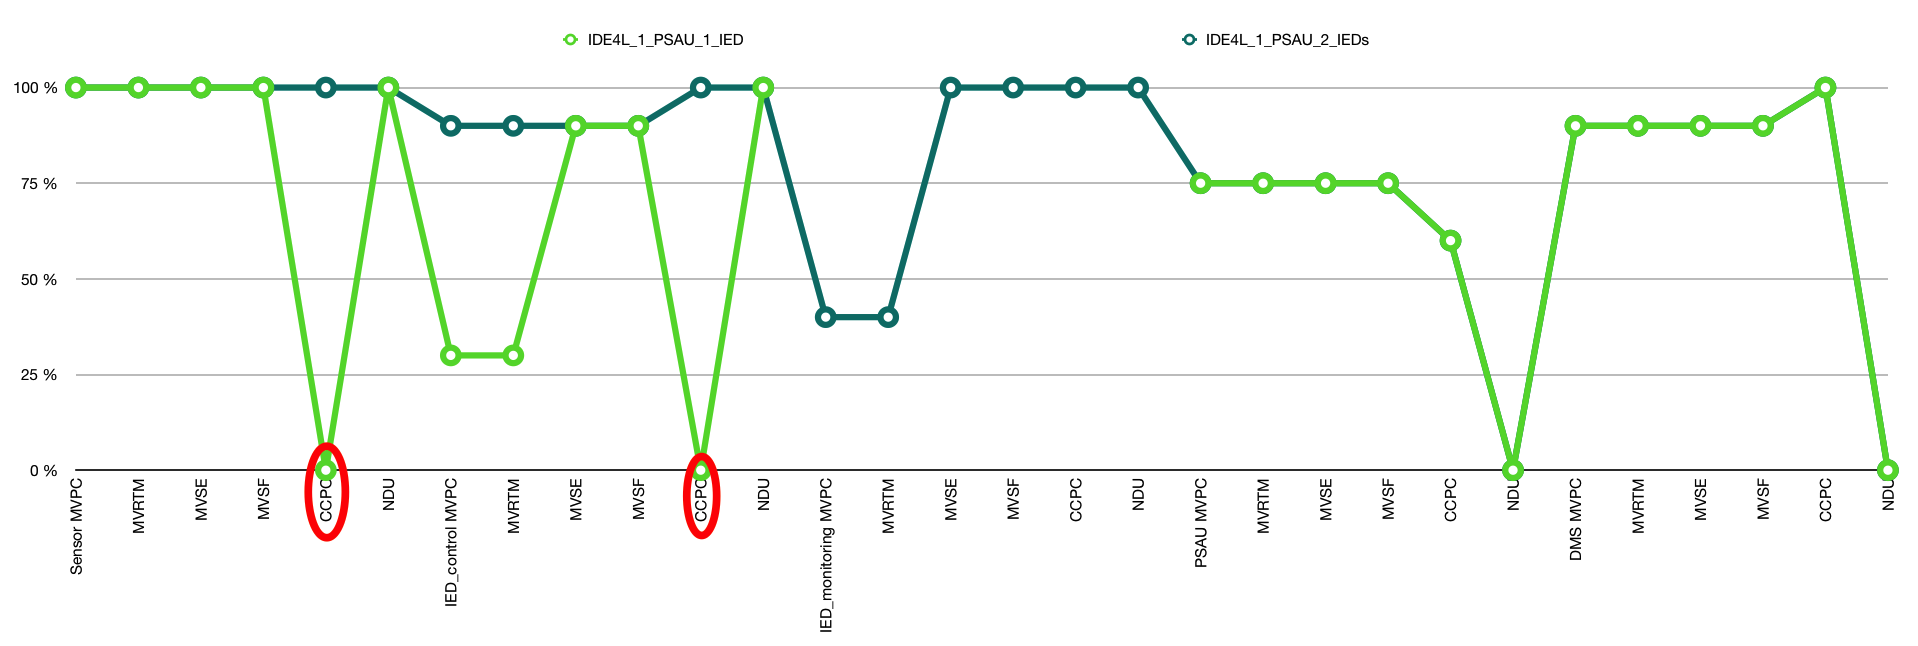 IDE4L_1_PSAU_1_IED
IDE4L_1_PSAU_2_IEDs
100 %
75 %
50 %
25 %
0 %
Sensor MVPC
MVRTM
MVSE
MVSF
CCPC
NDU
IED_control MVPC
MVRTM
MVSE
MVSF
CCPC
NDU
IED_monitoring MVPC
MVRTM
MVSE
MVSF
CCPC
NDU
PSAU MVPC
MVRTM
MVSE
MVSF
CCPC
NDU
DMS MVPC
MVRTM
MVSE
MVSF
CCPC
NDU